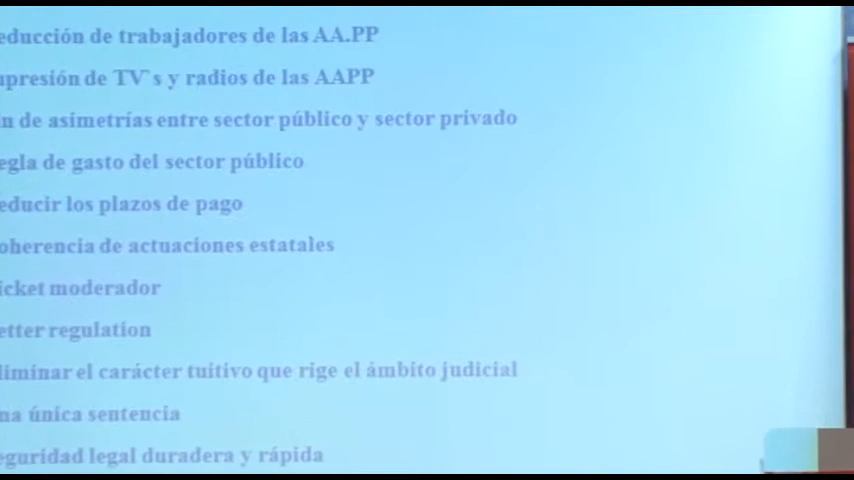 educción de trabajadores de las AA.PP
upresión de TV`s y radios de las AAPP
n de asimetrías entre sector público y sector privado
egla de gasto del sector público
educir los plazos de pago
oherencia de actuaciones estatales
icket moderador
etter regulation
liminar el carácter tuitivo que rige el ámbito judicial
na única sentencia
eguridad legal duradera y rápida